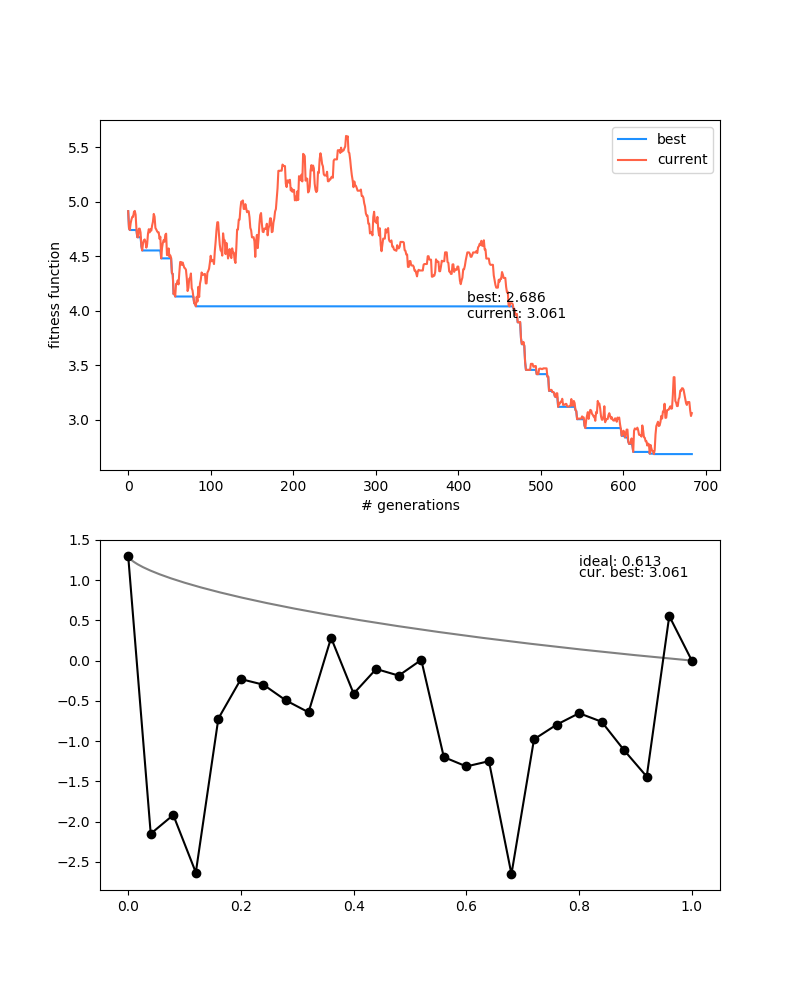 5.5
5.0
4.5
4.0
3.5
3.0
fitness function
best
current
best: 2.686
current: 3.061
0 100 200 300 400 500 600 700
# generations
1.5
1.0
0.5
0.0
−0.5
−1.0
−1.5
−2.0
−2.5
ideal: 0.613
cur. best: 3.061
0.0 0.2 0.4 0.6 0.8 1.0